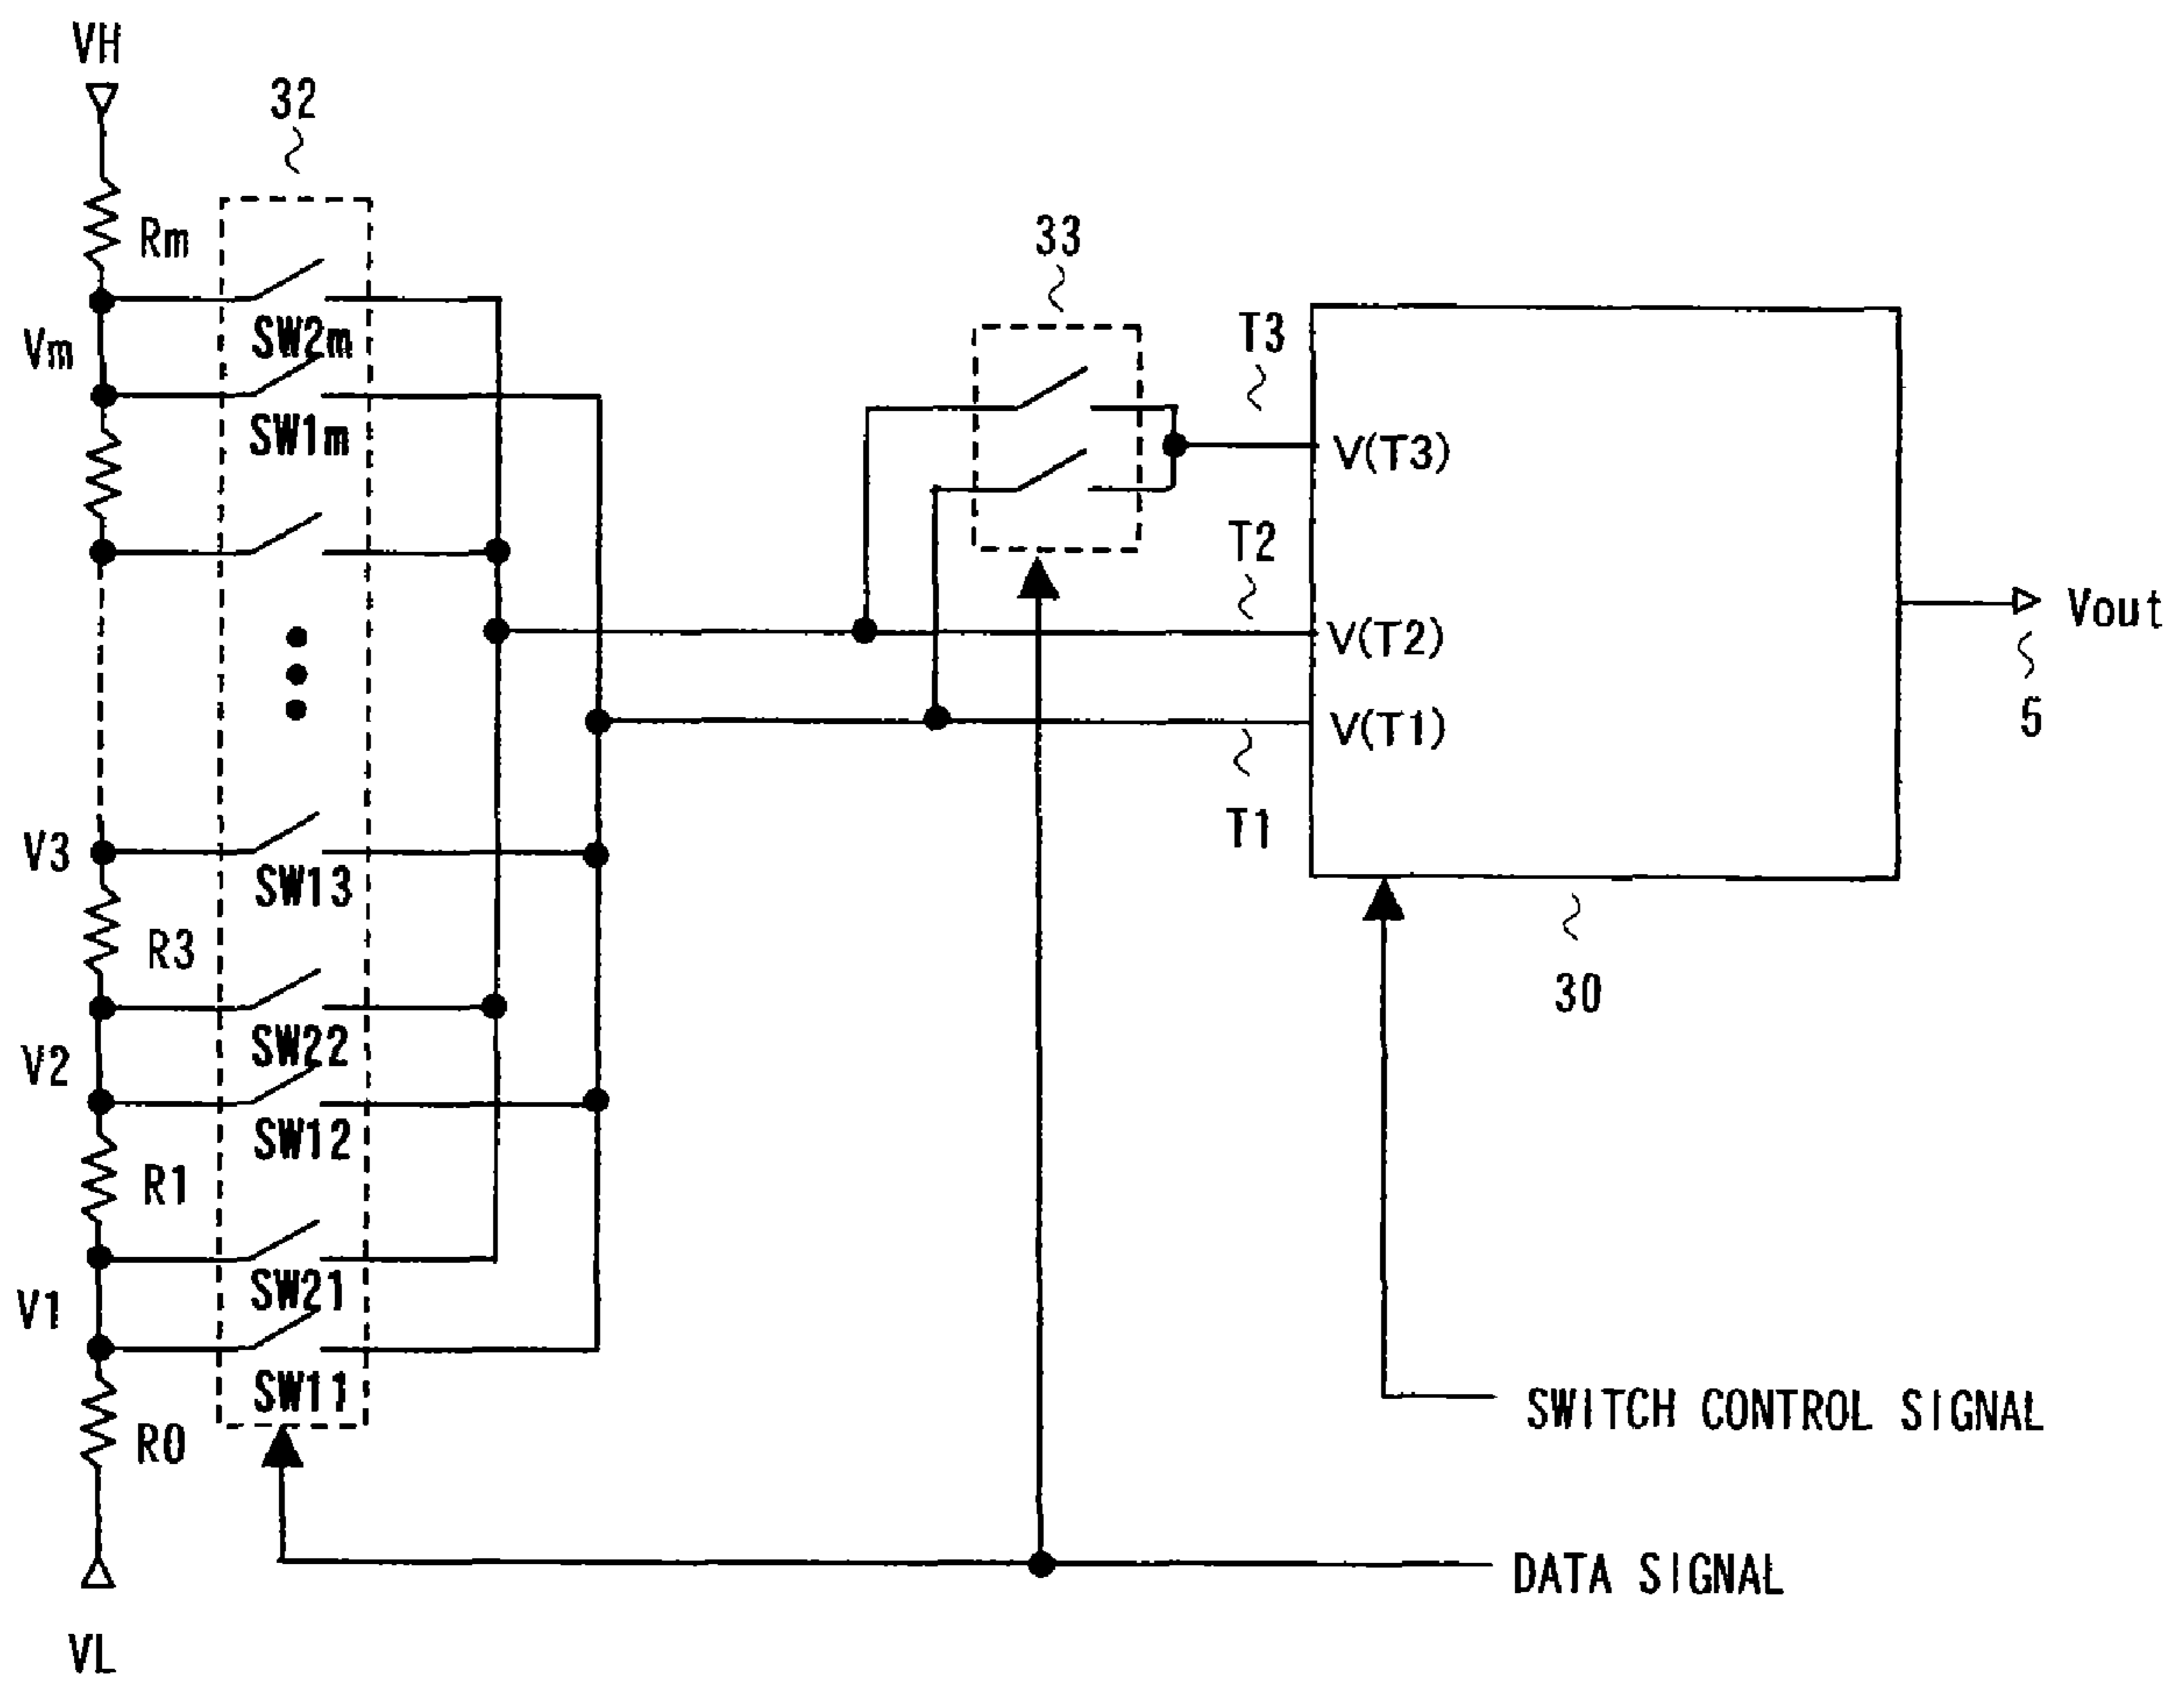 VH
32
Rm
33
SW2m
T3
Vm
SW1m
V(T3)
T2
Vout
V(T2)
V(T1)
5
T1
V3
SW13
R3
30
SW22
V2
SW12
R1
SW21
V1
SW11
SWITCH CONTROL SIGNAL
R0
DATA SIGNAL
VL